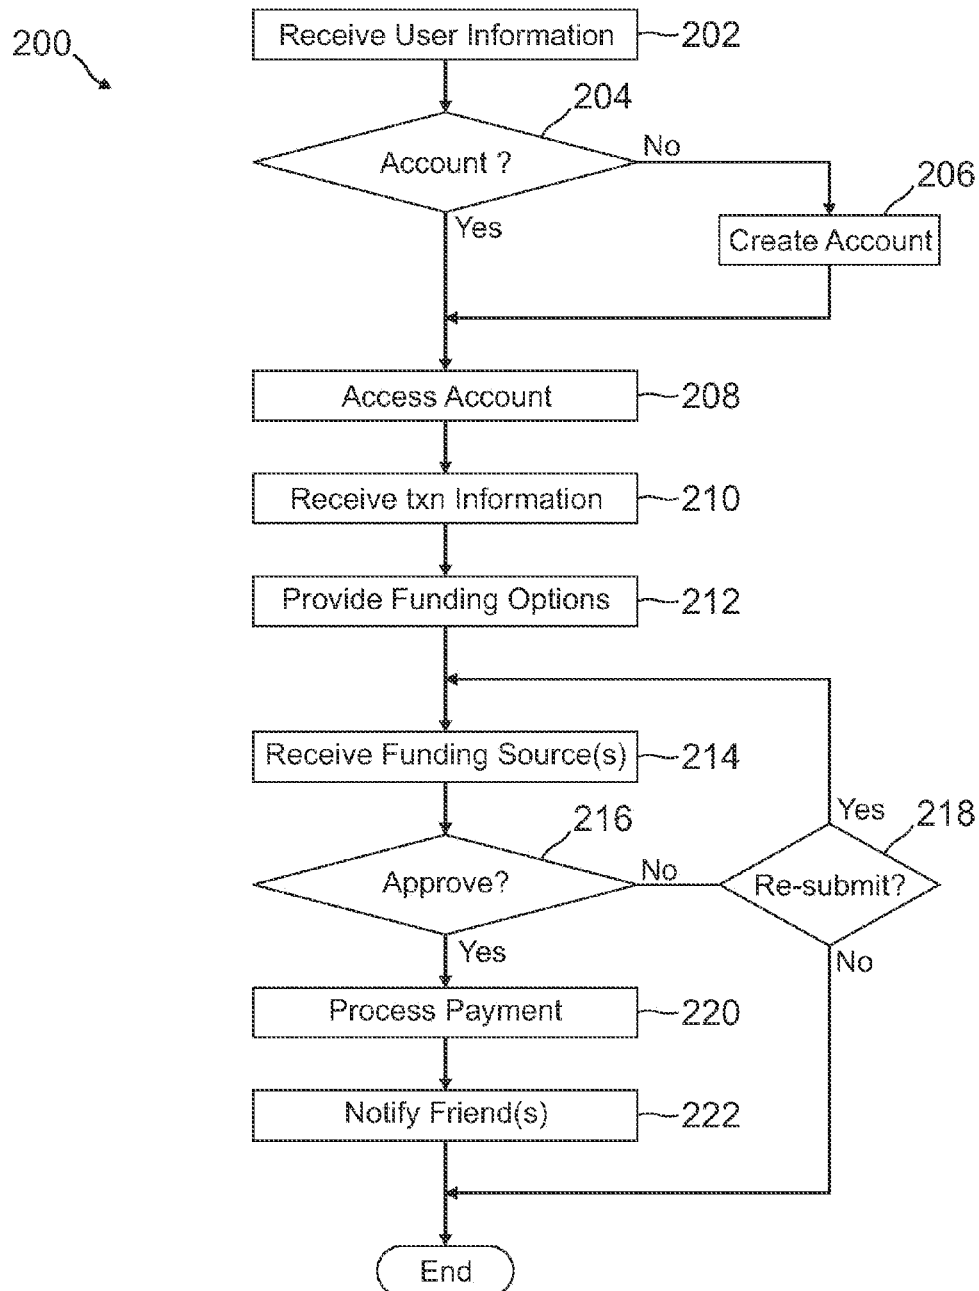 200
Receive User Information
202
204
Account ?
No
Yes
206
Create Account
Access Account
208
Receive txn Information
210
Provide Funding Options
212
Receive Funding Source(s)
214
216
Approve?
No
Yes
Yes
218
Re-submit?
No
Process Payment
220
Notify Friend(s)
222
End